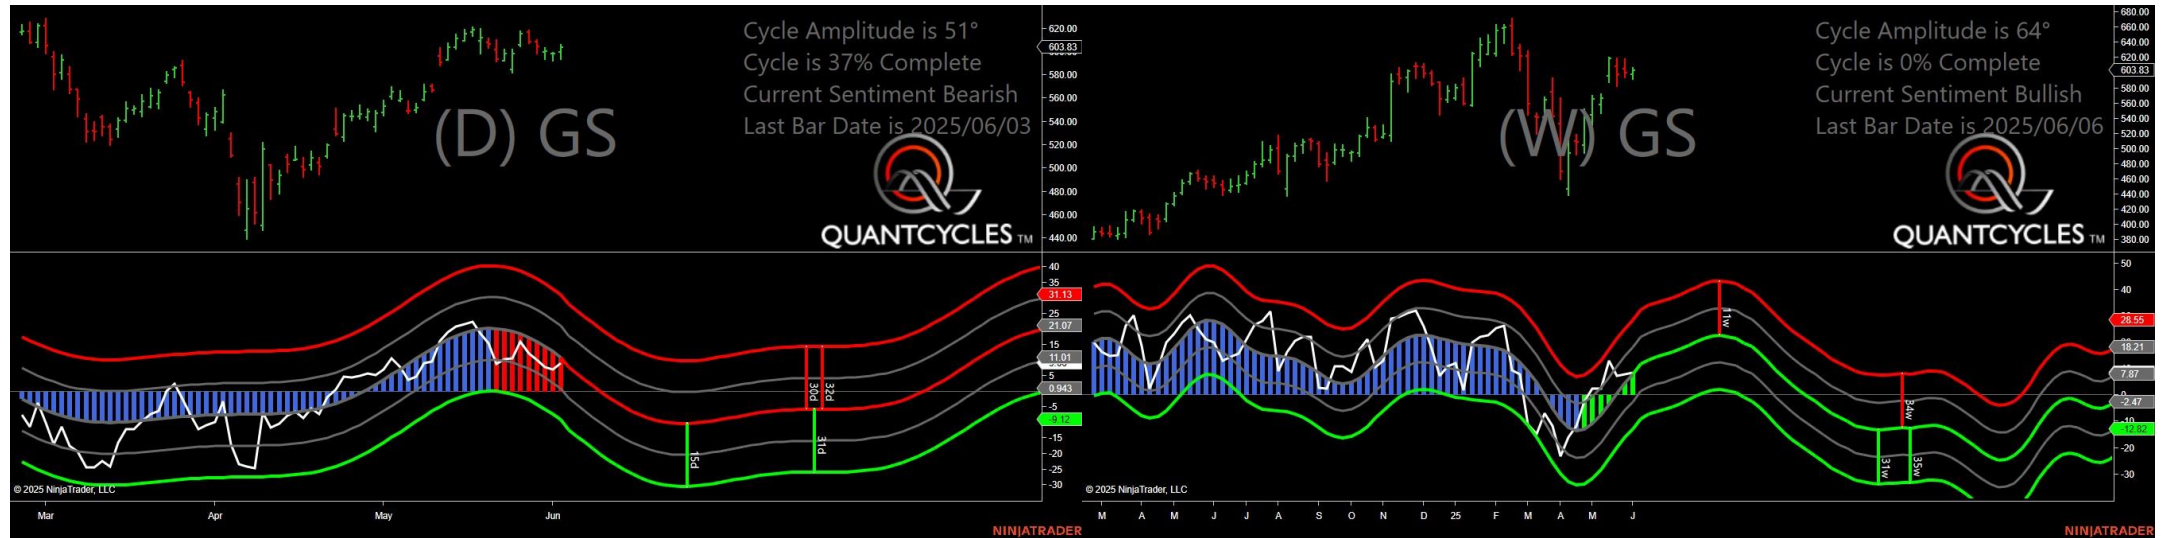 Cycle Amplitude is 51°
Cycle is 37% Complete
Current Sentiment Bearish
Last Bar Date is 2025/06/03
(D) GS
QUANTCYCLES TM
620.00
603.83
580.00
560.00
540.00
520.00
500.00
480.00
460.00
440.00
40
31.13
25
21.07
15
11.01
5
0.943
-5
-9.12
-15
-20
-25
-30
15d
30d
32d
31d
© 2025 NinjaTrader, LLC
Mar Apr May Jun
NINJATRADER
Cycle Amplitude is 64°
Cycle is 0% Complete
Current Sentiment Bullish
Last Bar Date is 2025/06/06
(W) GS
QUANTCYCLES TM
680.00
660.00
640.00
620.00
603.83
580.00
560.00
540.00
520.00
500.00
480.00
460.00
440.00
420.00
400.00
380.00
50
40
28.55
18.21
7.87
-2.47
-12.82
-20
-30
11w
34w
31w
35w
© 2025 NinjaTrader, LLC
M A M J J A S O N D 25 F M A M J
NINJATRADER